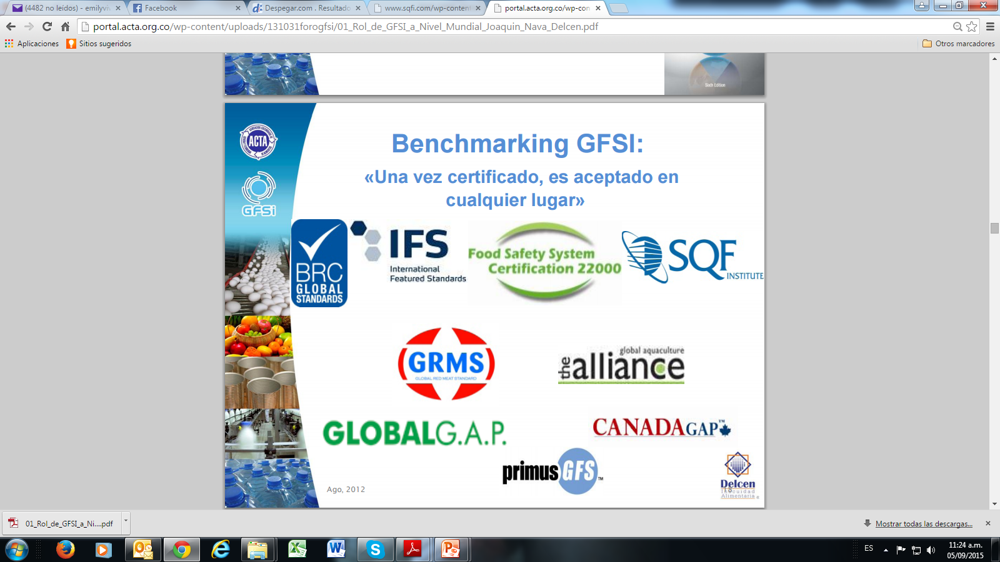 (4482 no leídos) - emilyviv
Facebook
Despegar.com . Resultado
www.sqfi.com/wp-content
portal.acta.org.co/wp-con
portal.acta.org.co/wp-content/uploads/131031forogfsi/01_Rol_de_GFSI_a_Nivel_Mundial_Joaquin_Nava_Delcen.pdf
Aplicaciones
Sitios sugeridos
Otros marcadores
Sixth Edition
ACTA
GFSi
Benchmarking GFSI:
«Una vez certificado, es aceptado en
cualquier lugar»
BRC
GLOBAL
STANDARDS
IFS
International
Featured Standards
Food Safety System
Certification 22000
SQF
INSTITUTE
GRMS
GLOBAL RED MEAT STANDARD
global aquaculture
the alliance
GLOBALG.A.P.
CANADAGAP™
primusGFS™
Ago, 2012
Delcen
Inocuidad
Alimentaria ®
18
01_Rol_de_GFSI_a_Ni....pdf
Mostrar todas las descargas...
ES
11:24 a.m.
05/09/2015